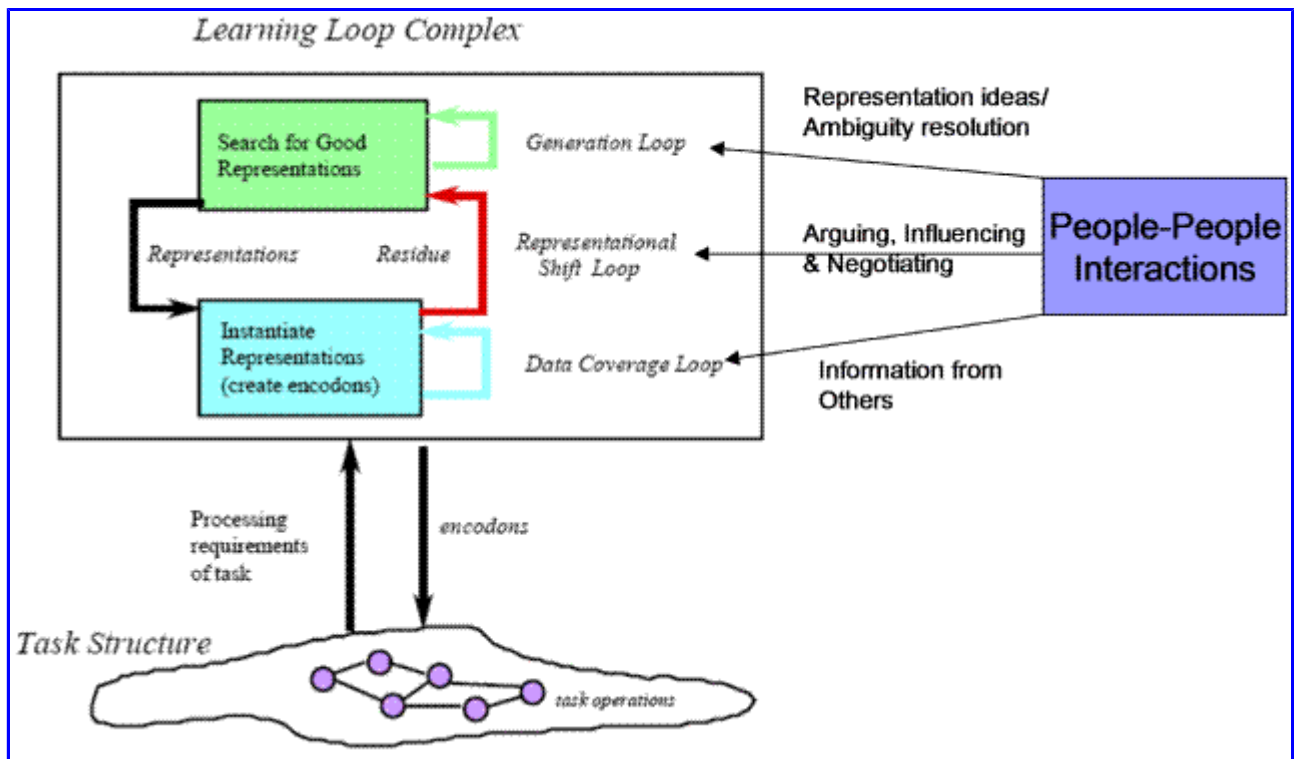 Learning Loop Complex
Search for Good
Representations
Generation Loop
Representations
Residue
Representational
Shift Loop
Instantiate
Representations
(create encodons)
Data Coverage Loop
Representation ideas/
Ambiguity resolution
Arguing, Influencing
& Negotiating
Information from
Others
People-People
Interactions
Processing
requirements
of task
encodons
Task Structure
task operations